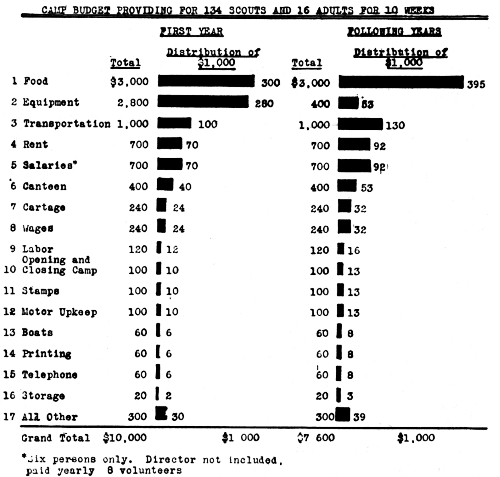 CAMP BUDGET PROVIDING FOR 134 SCOUTS AND 16 ADULTS FOR 10 WEEKS
FIRST YEAR FOLLOWING YEARS
Distribution of Distribution of
Total $1,000 Total $1,000
1 Food $3,000 300 $3,000 395
2 Equipment 2,800 280 400 53
3 Transportation 1,000 100 1,000 130
4 Rent 700 70 700 92
5 Salaries* 700 70 700 92
6 Canteen 400 40 400 53
7 Cartage 240 24 240 32
8 Wages 240 24 240 32
9 Labor 120 12 120 16
Opening and
10 Closing Camp 100 10 100 13
11 Stamps 100 10 100 13
12 Motor Upkeep 100 10 100 13
13 Boats 60 6 60 8
14 Printing 60 6 60 8
15 Telephone 60 6 60 8
16 Storage 20 2 20 3
17 All Other 300 30 300 39
Grand Total $10,000 $1 000 $7 600 $1,000
*Six persons only. Director not included,
paid yearly 8 volunteers